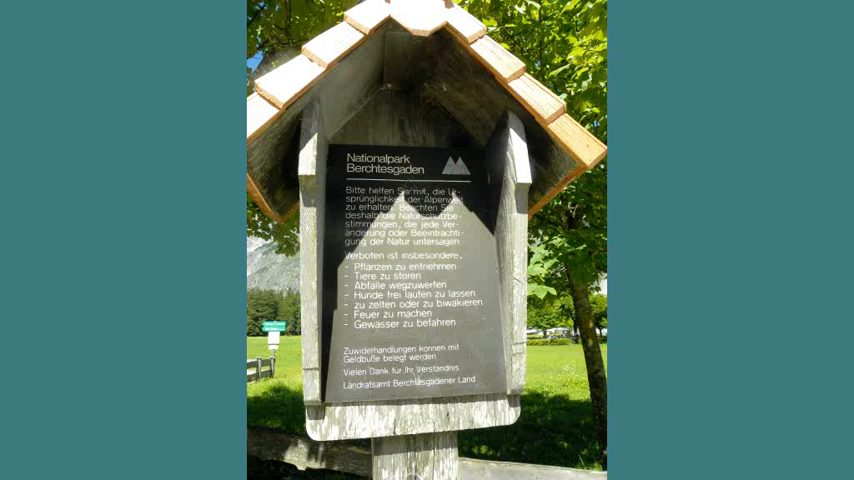 Nationalpark
Berchtesgaden
Bitte helfen Sie mit, die Ur-
sprünglichkeit der Alpenwelt
zu erhalten. Beachten Sie
deshalb die Naturschutzbe-
stimmungen, die jede Ver-
änderung oder Beeinträchti-
gung der Natur untersagen.
Verboten ist insbesondere,
- Pflanzen zu entnehmen
- Tiere zu stören
- Abfälle wegzuwerfen
- Hunde frei laufen zu lassen
- zu zelten oder zu biwakieren
- Feuer zu machen
- Gewässer zu befahren
Zuwiderhandlungen können mit
Geldbuße belegt werden
Vielen Dank für Ihr Verständnis
Landratsamt Berchtesgadener Land